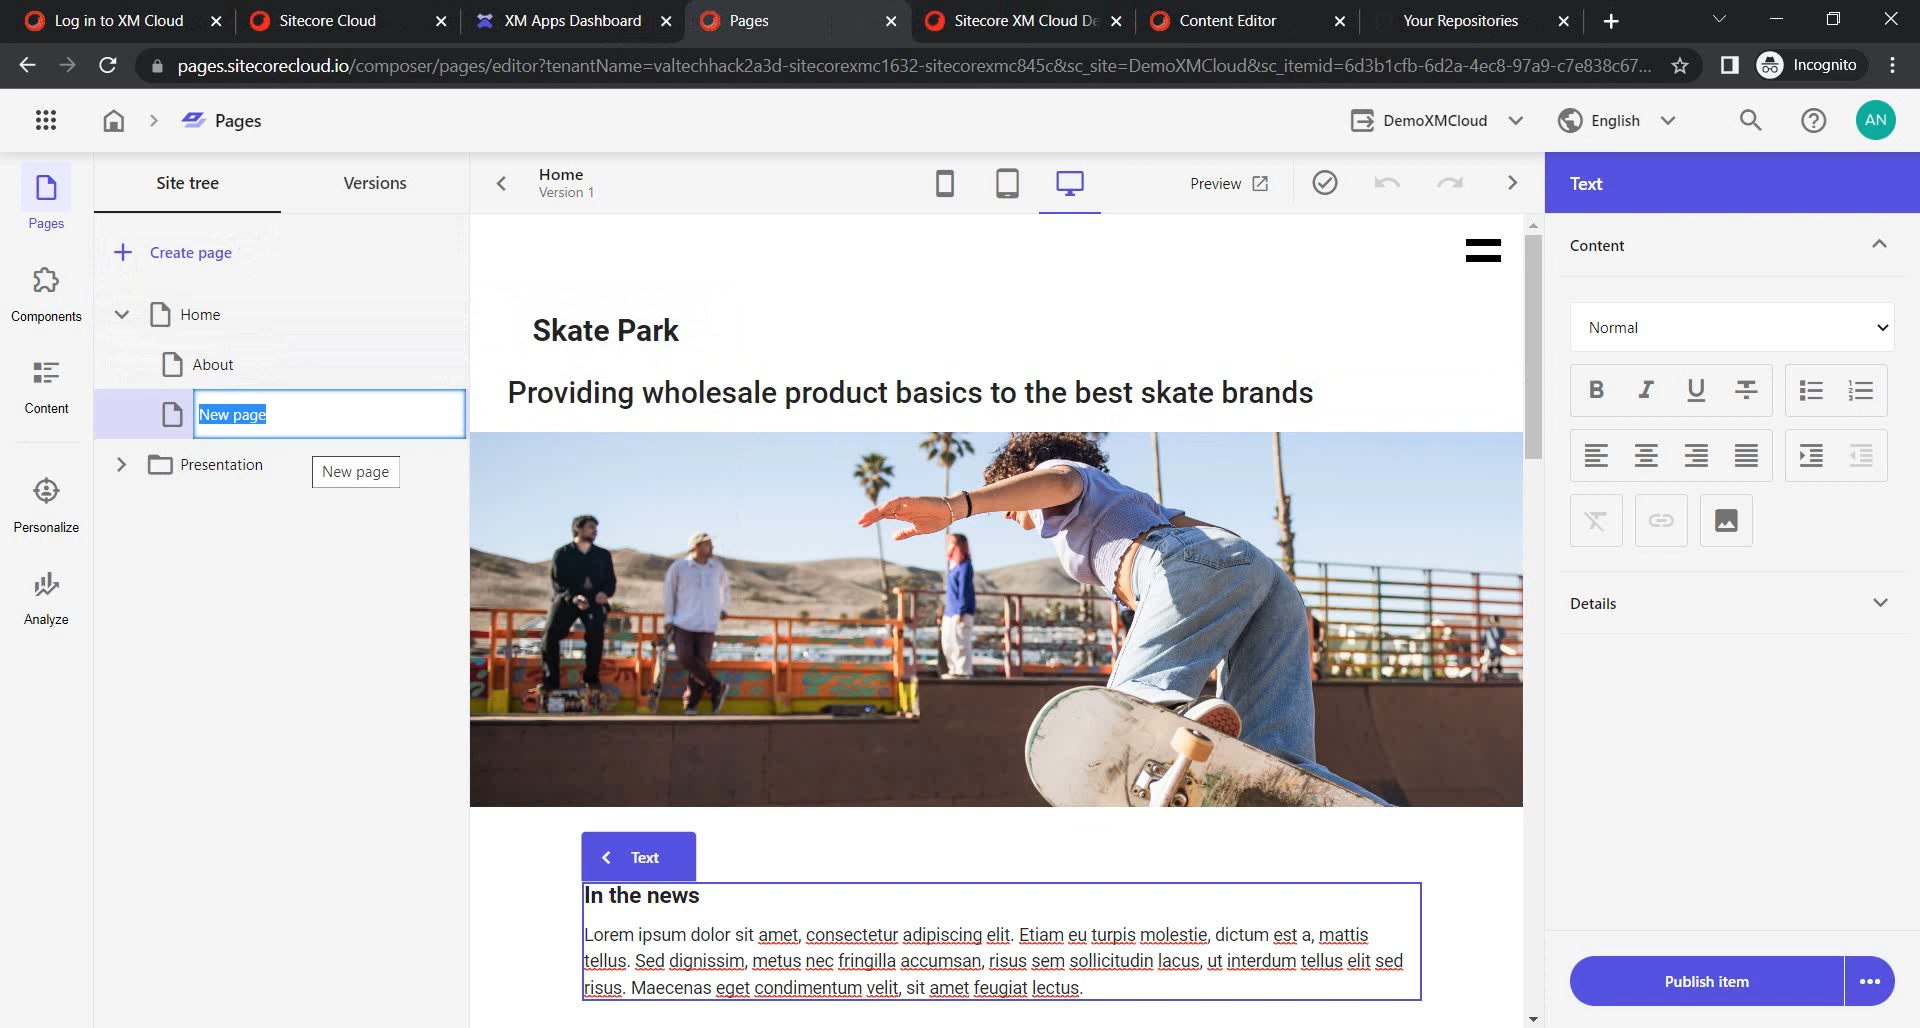 Log in to XM Cloud
Sitecore Cloud
XM Apps Dashboard
Pages
Sitecore XM Cloud De
Content Editor
Your Repositories
pages.sitecorecloud.io/composer/pages/editor?tenantName=valtechhack2a3d-sitecorexmc1632-sitecorexmc845c&sc_site=DemoXMCloud&sc_itemid=6d3b1cfb-6d2a-4ec8-97a9-c7e838c67...
Incognito
Pages
DemoXMCloud
English
AN
Pages
Components
Content
Personalize
Analyze
Site tree
Versions
Create page
Home
About
New page
Presentation
New page
Home
Version 1
Preview
Skate Park
Providing wholesale product basics to the best skate brands
Text
In the news
Lorem ipsum dolor sit amet, consectetur adipiscing elit. Etiam eu turpis molestie, dictum est a, mattis
tellus. Sed dignissim, metus nec fringilla accumsan, risus sem sollicitudin lacus, ut interdum tellus elit sed
risus. Maecenas eget condimentum velit, sit amet feugiat lectus.
Text
Content
Normal
B I U
Details
Publish item